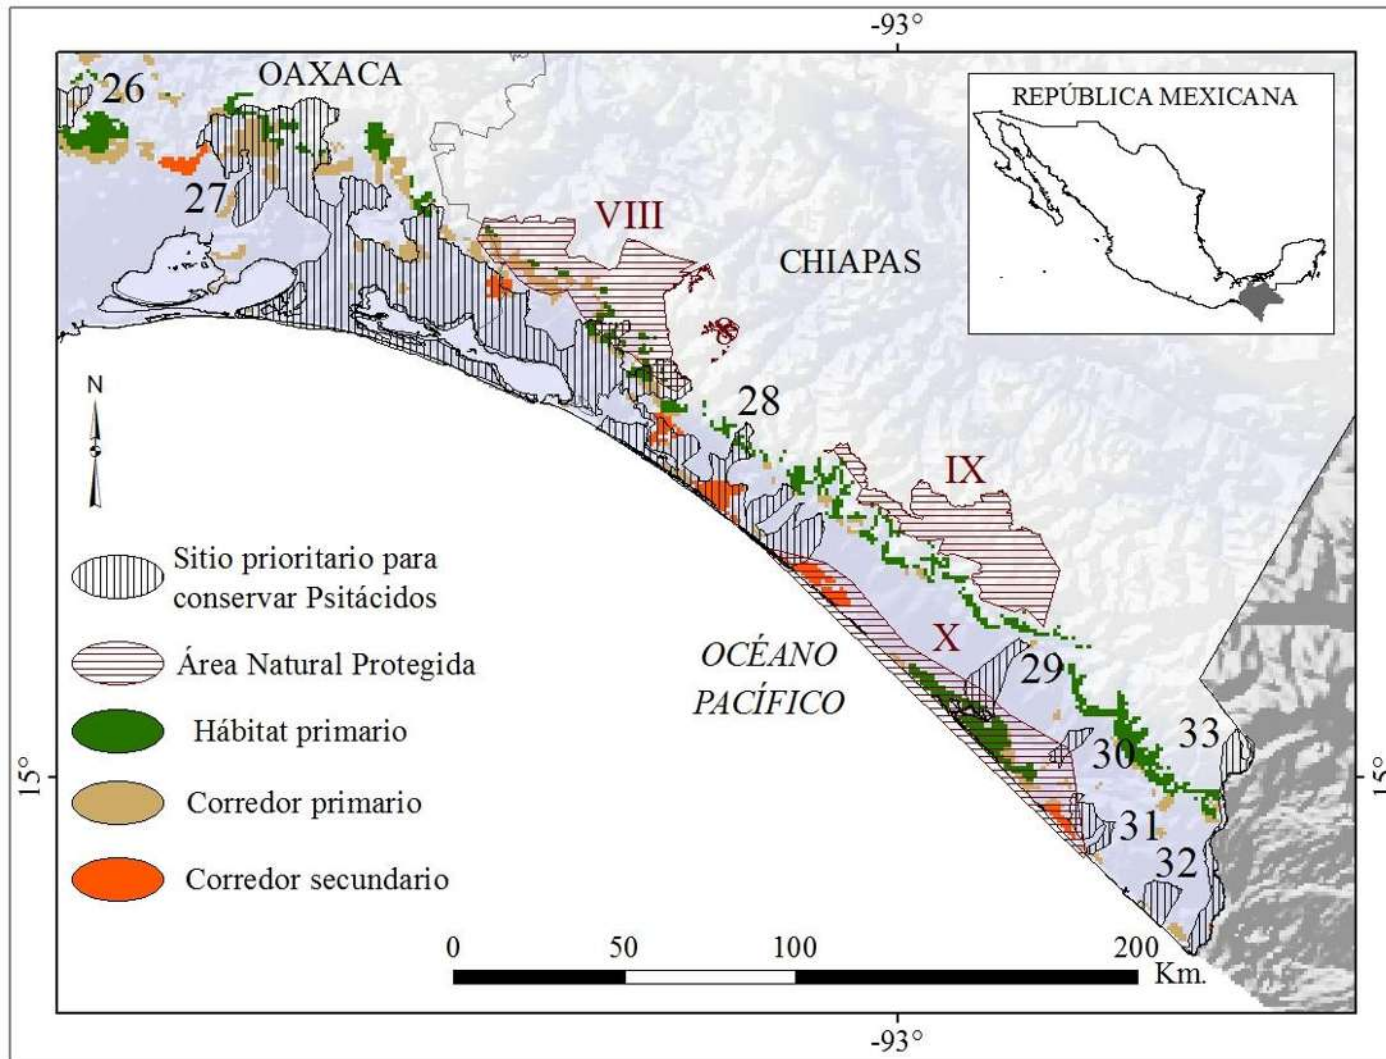 -93°
26
OAXACA
REPÚBLICA MEXICANA
27
VIII
CHIAPAS
N
28
IX
Sitio prioritario para
conservar Psitácidos
Área Natural Protegida
X
OCÉANO
PACÍFICO
29
Hábitat primario
30
33
15°
15°
Corredor primario
31
32
Corredor secundario
0 50 100 200
Km.
-93°